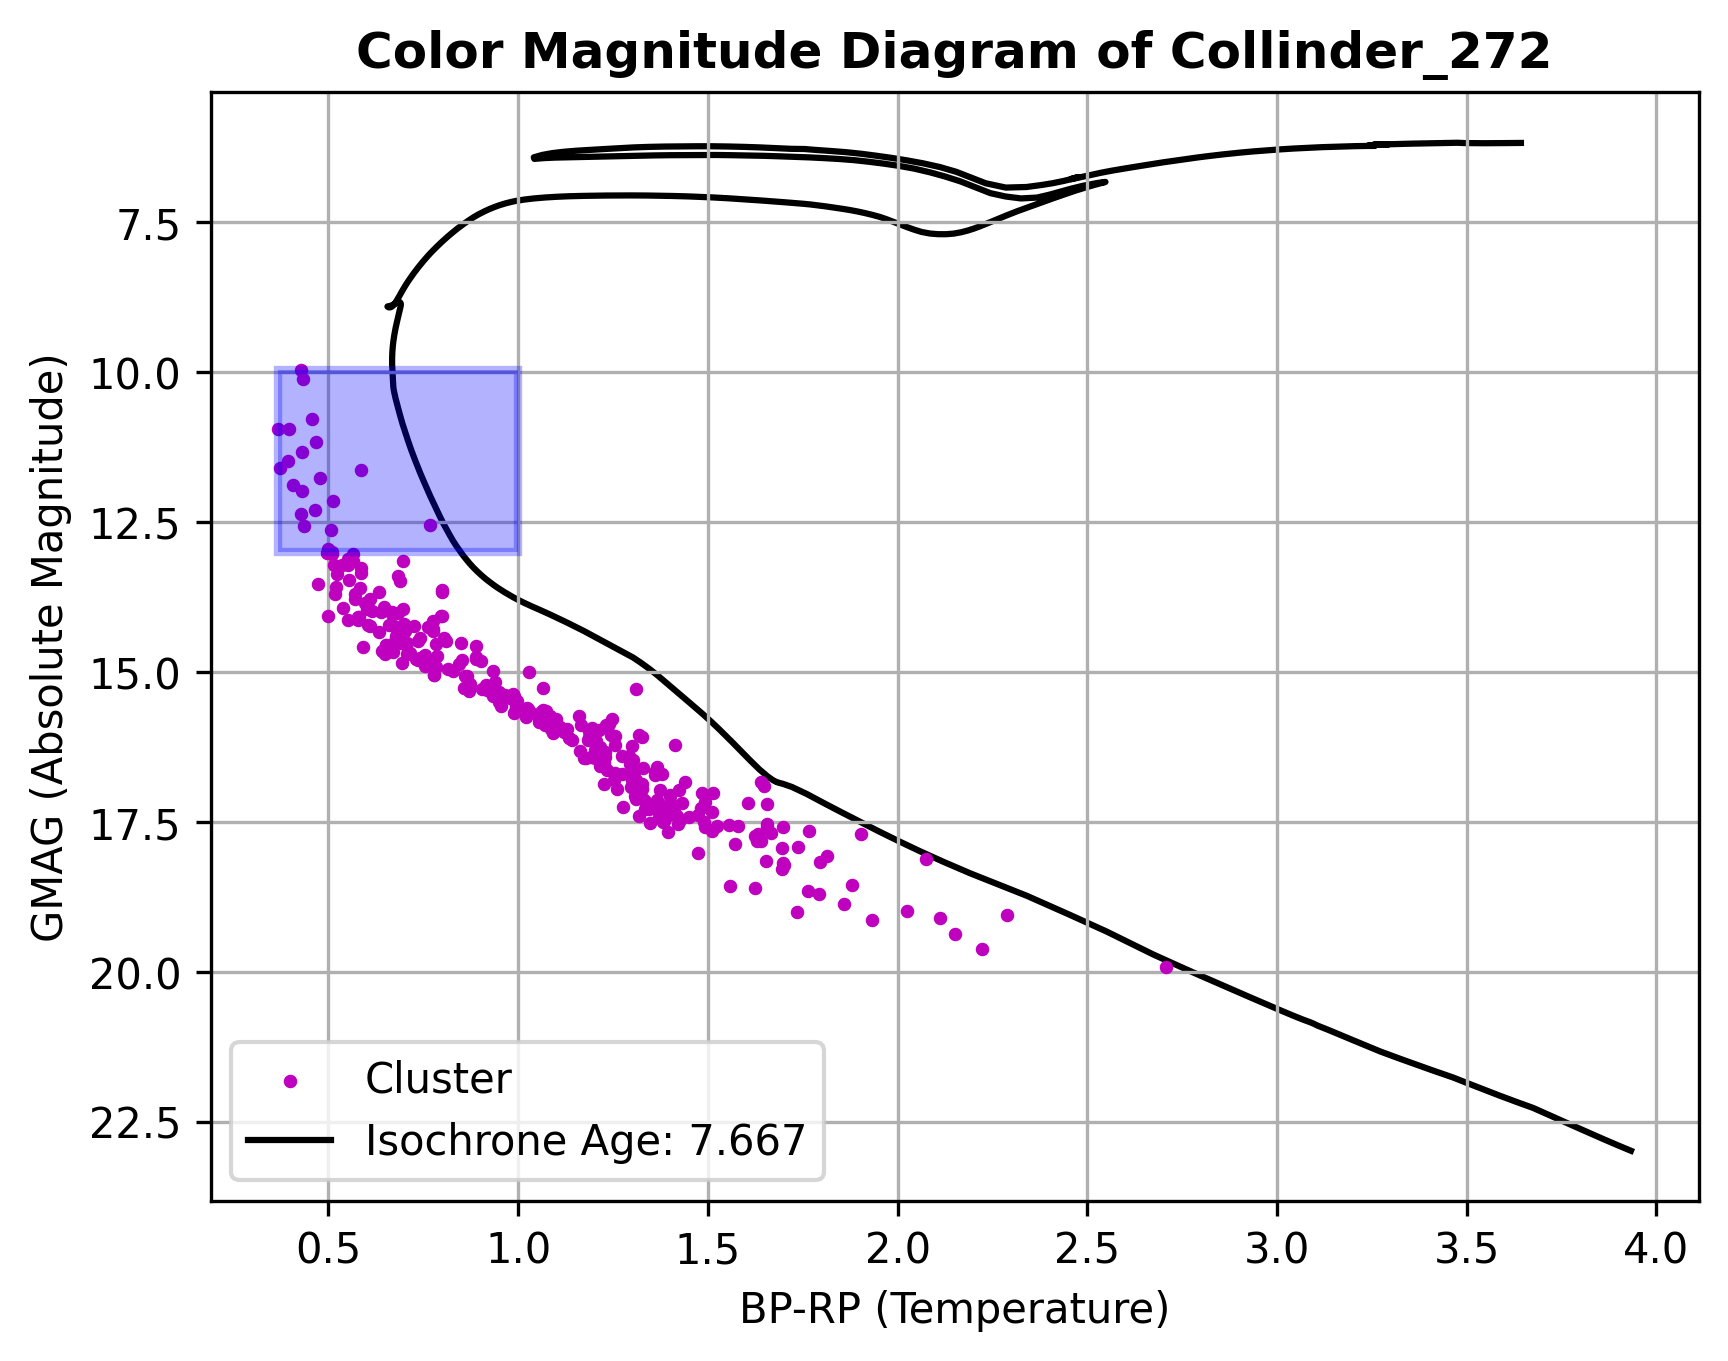 Color Magnitude Diagram of Collinder_272
GMAG (Absolute Magnitude)
7.5
10.0
12.5
15.0
17.5
20.0
22.5
Cluster
Isochrone Age: 7.667
0.5 1.0 1.5 2.0 2.5 3.0 3.5 4.0
BP-RP (Temperature)